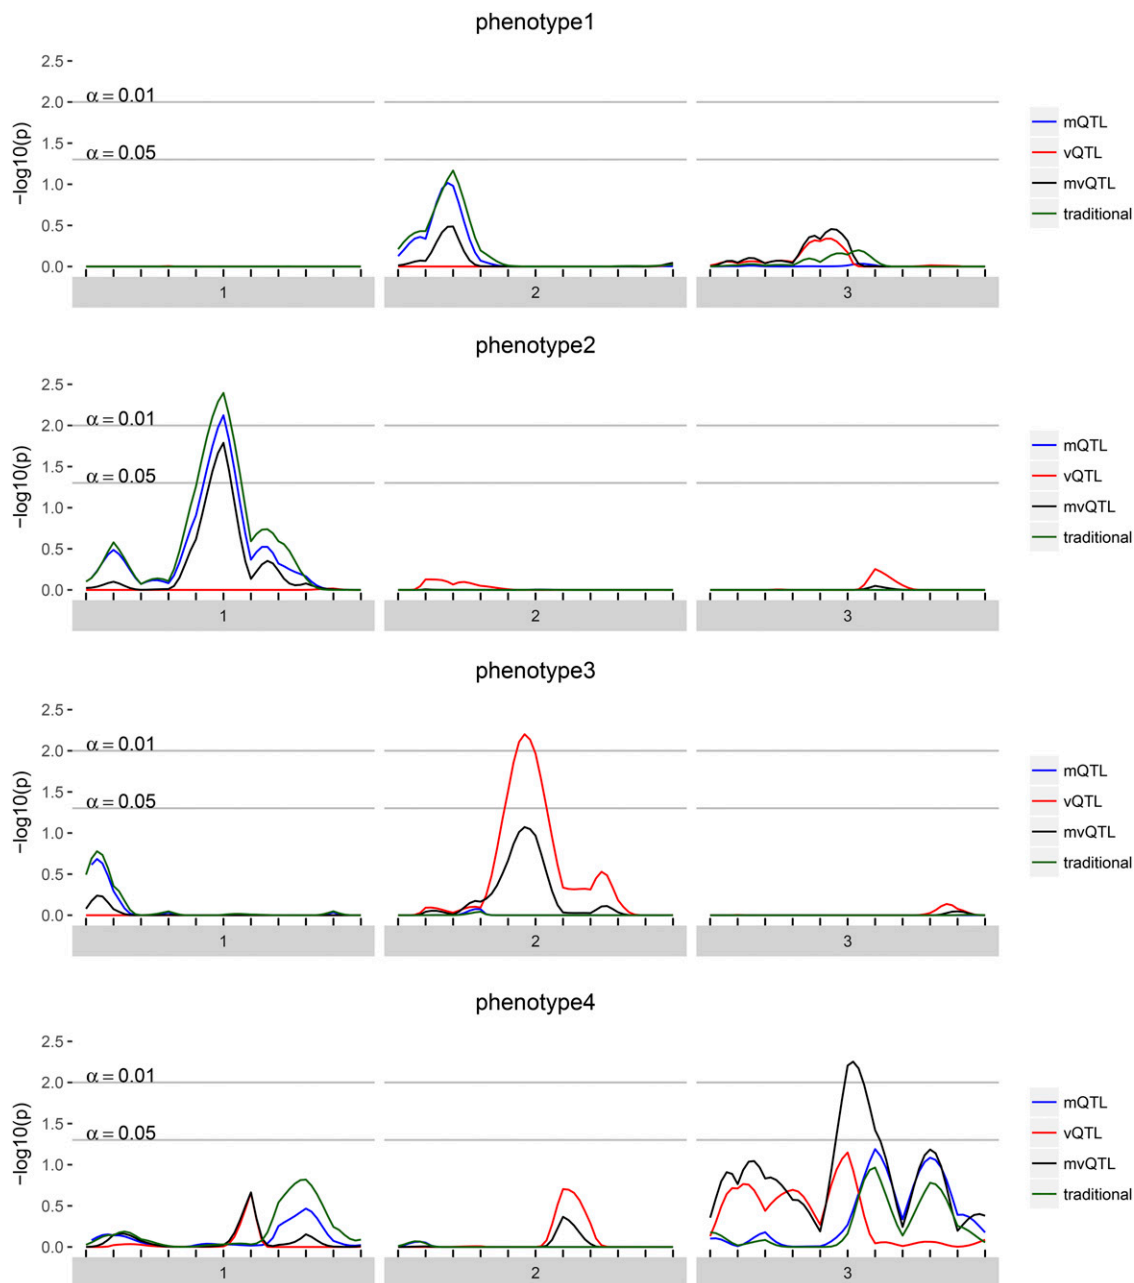 phenotype1
2.5
α = 0.01
2.0
1.5
α = 0.05
1.0
0.5
0.0
−log10(p)
1 2 3
mQTL
vQTL
mvQTL
traditional
phenotype2
2.5
α = 0.01
2.0
1.5
α = 0.05
1.0
0.5
0.0
−log10(p)
1 2 3
mQTL
vQTL
mvQTL
traditional
phenotype3
2.5
α = 0.01
2.0
1.5
α = 0.05
1.0
0.5
0.0
−log10(p)
1 2 3
mQTL
vQTL
mvQTL
traditional
phenotype4
2.5
α = 0.01
2.0
1.5
α = 0.05
1.0
0.5
0.0
−log10(p)
1 2 3
mQTL
vQTL
mvQTL
traditional